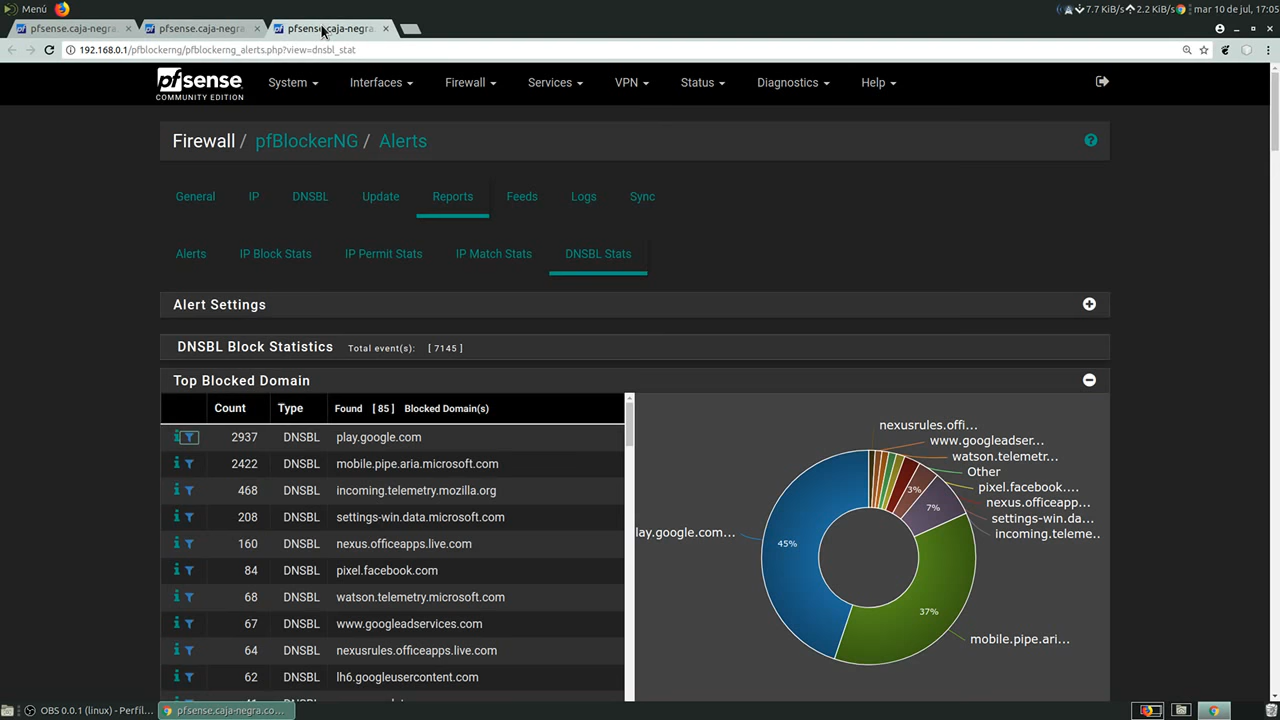 Menú
7.7 KiB/s 2.2 KiB/s mar 10 de jul, 17:05
pfsense.caja-negra. pfsense.caja-negra. pfsense.caja-negra.
192.168.0.1/pfblockerng/pfblockerng_alerts.php?view=dnsbl_stat
pfsense
COMMUNITY EDITION
System Interfaces Firewall Services VPN Status Diagnostics Help
Firewall / pfBlockerNG / Alerts
General IP DNSBL Update Reports Feeds Logs Sync
Alerts IP Block Stats IP Permit Stats IP Match Stats DNSBL Stats
Alert Settings
DNSBL Block Statistics Total event(s): [ 7145 ]
Top Blocked Domain
Count Type Found [ 85 ] Blocked Domain(s)
2937 DNSBL play.google.com
2422 DNSBL mobile.pipe.aria.microsoft.com
468 DNSBL incoming.telemetry.mozilla.org
208 DNSBL settings-win.data.microsoft.com
160 DNSBL nexus.officeapps.live.com
84 DNSBL pixel.facebook.com
68 DNSBL watson.telemetry.microsoft.com
67 DNSBL www.googleadservices.com
64 DNSBL nexusrules.officeapps.live.com
62 DNSBL lh6.googleusercontent.com
nexusrules.offi...
www.googleadser...
watson.telemetr...
Other
pixel.facebook....
nexus.officeapp...
settings-win.da...
incoming.teleme..
lay.google.com...
mobile.pipe.ari...
3%
7%
45%
37%
OBS 0.0.1 (linux) - Perfil... pfsense.caja-negra.co...